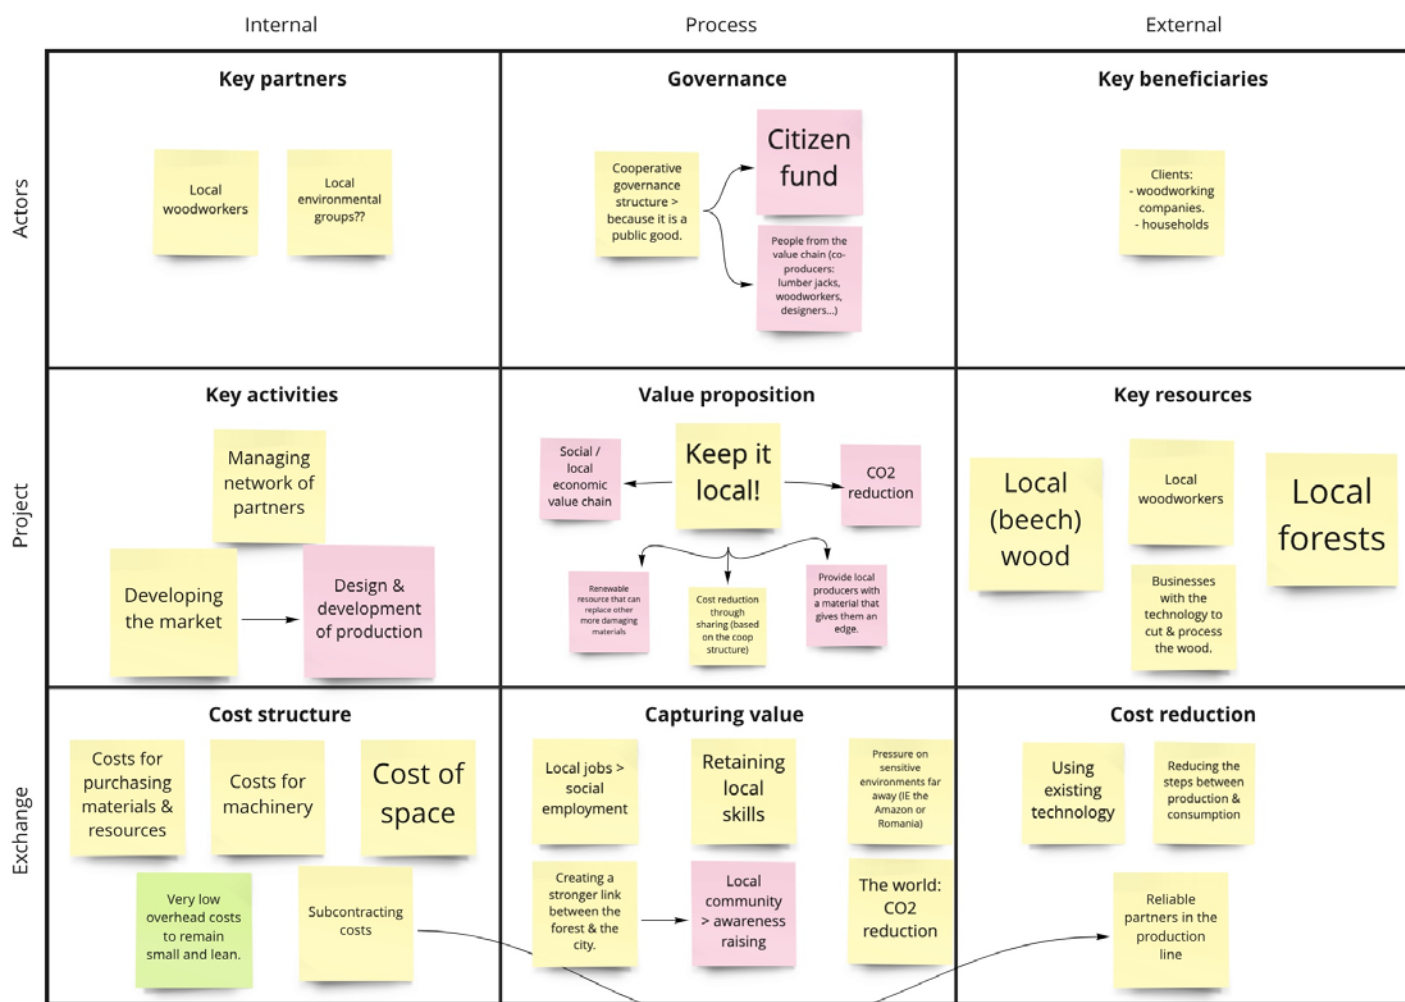 Internal
Process
External
Actors
Key partners
Local
woodworkers
Local
environmental
groups??
Governance
Cooperative
governance
structure >
because it is a
public good.
Citizen
fund
People from the
value chain (co-
producers:
lumber jacks,
woodworkers,
designers...)
Key beneficiaries
Clients:
- woodworking
companies.
- households
Project
Key activities
Managing
network of
partners
Developing
the market
Design &
development
of production
Value proposition
Social /
local
economic
value chain
Keep it
local!
CO2
reduction
Renewable
resource that can
replace other
more damaging
materials
Cost reduction
through
sharing (based
on the coop
structure)
Provide local
producers with
a material that
gives them an
edge.
Key resources
Local
(beech)
wood
Local
woodworkers
Local
forests
Businesses
with the
technology to
cut & process
the wood.
Exchange
Cost structure
Costs for
purchasing
materials &
resources
Costs for
machinery
Cost of
space
Very low
overhead costs
to remain
small and lean.
Subcontracting
costs
Capturing value
Local jobs >
social
employment
Retaining
local
skills
Pressure on
sensitive
environments far
away (IE the
Amazon or
Romania)
Creating a
stronger link
between the
forest & the
city.
Local
community
> awareness
raising
The world:
CO2
reduction
Cost reduction
Using
existing
technology
Reducing the
steps between
production &
consumption
Reliable
partners in the
production
line